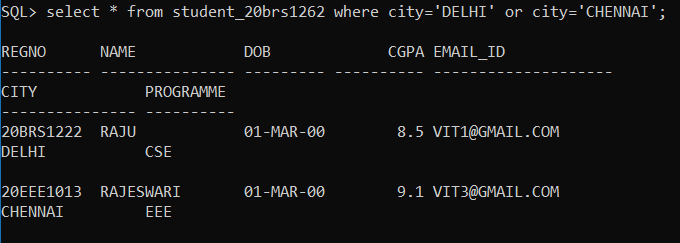 SQL> select * from student_20brs1262 where city='DELHI' or city='CHENNAI';
REGNO      NAME            DOB             CGPA EMAIL_ID
---------- --------------- --------- ---------- --------------------
CITY            PROGRAMME
--------------- ----------
20BRS1222  RAJU            01-MAR-00        8.5 VIT1@GMAIL.COM
DELHI           CSE
20EEE1013  RAJESWARI       01-MAR-00        9.1 VIT3@GMAIL.COM
CHENNAI         EEE